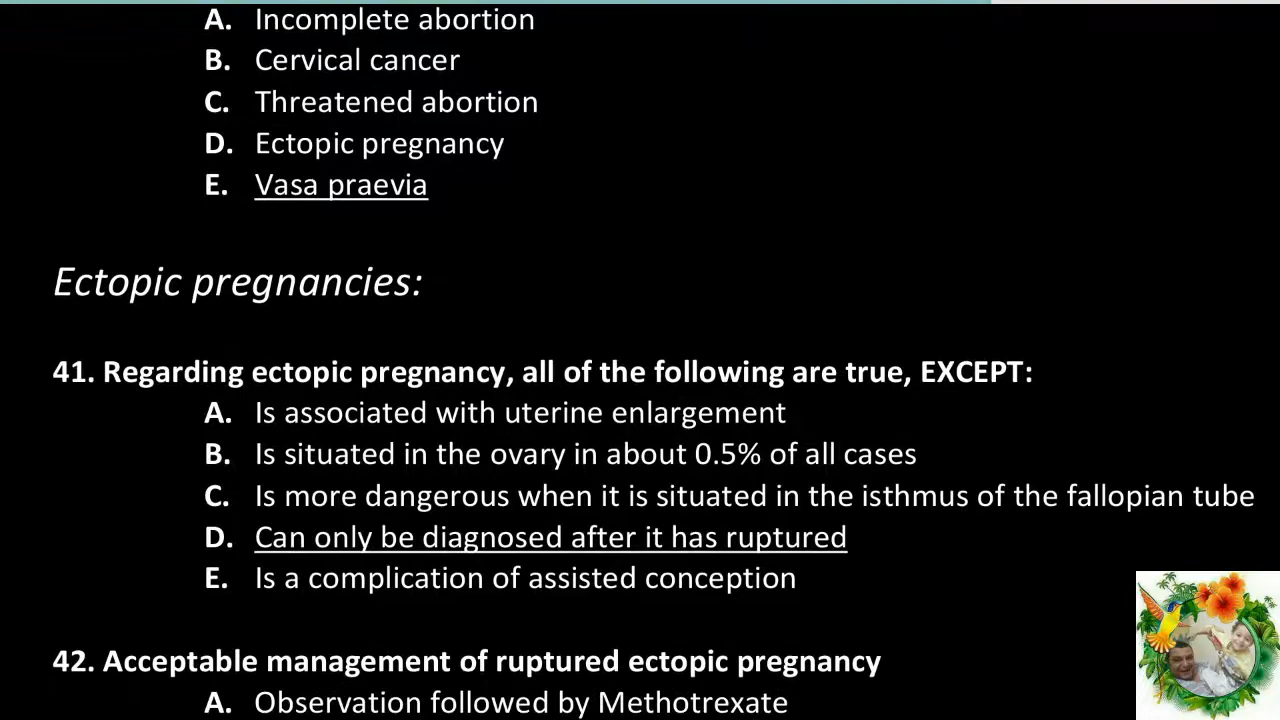 A. Incomplete abortion
B. Cervical cancer
C. Threatened abortion
D. Ectopic pregnancy
E. Vasa praevia
Ectopic pregnancies:
41. Regarding ectopic pregnancy, all of the following are true, EXCEPT:
A. Is associated with uterine enlargement
B. Is situated in the ovary in about 0.5% of all cases
C. Is more dangerous when it is situated in the isthmus of the fallopian tube
D. Can only be diagnosed after it has ruptured
E. Is a complication of assisted conception
42. Acceptable management of ruptured ectopic pregnancy
A. Observation followed by Methotrexate